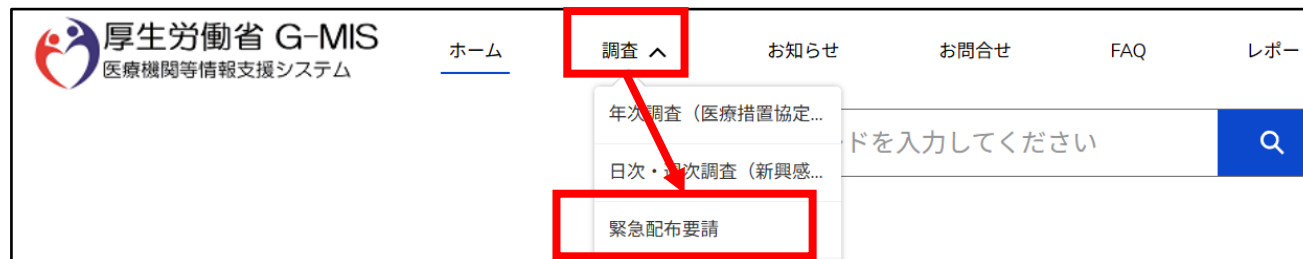 厚生労働省 G-MIS
医療機関等情報支援システム
ホーム
調査
お知らせ
お問合せ
FAQ
レポー
年次調査（医療措置協定...
ドを入力してください
日次・週次調査（新興感...
緊急配布要請